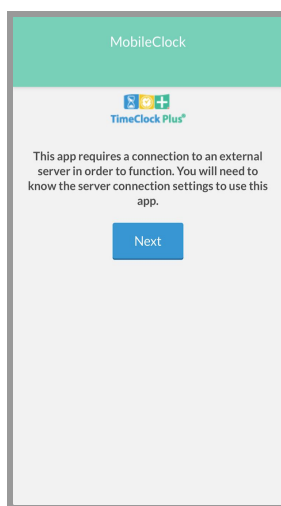 MobileClock
TimeClock Plus®
This app requires a connection to an external
server in order to function. You will need to
know the server connection settings to use this
app.
Next